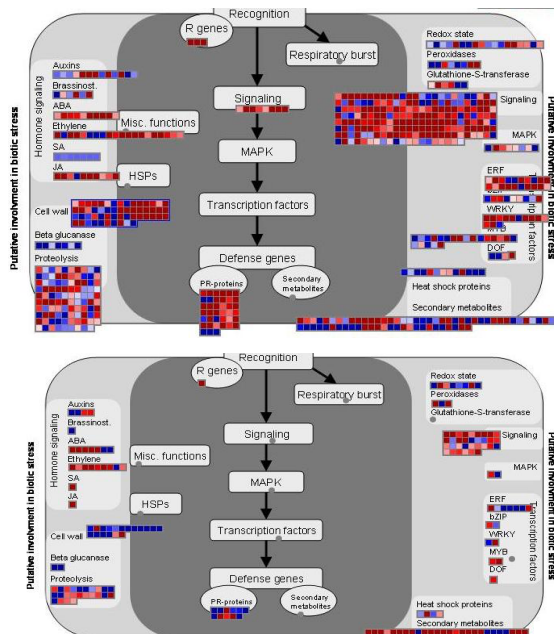 Recognition
R genes
Respiratory burst
Redox state
Peroxidases
Glutathione-S-transferase
Auxins
Brassinost.
ABA
Ethylene
SA
JA
Hormone signaling
Misc. functions
HSPs
Signaling
MAPK
Transcription factors
Defense genes
PR-proteins
Secondary
metabolites
Cell wall
Beta glucanase
Proteolysis
Putative involvment in biotic stress
Signaling
MAPK
ERF
bZIP
WRKY
MYB
DOF
Transcription factors
Heat shock proteins
Secondary metabolites
Putative involvment in biotic stress
Recognition
R genes
Respiratory burst
Redox state
Peroxidases
Glutathione-S-transferase
Auxins
Brassinost.
ABA
Ethylene
SA
JA
Hormone signaling
Misc. functions
HSPs
Signaling
MAPK
Transcription factors
Defense genes
PR-proteins
Secondary
metabolites
Cell wall
Beta glucanase
Proteolysis
Putative involvment in biotic stress
Signaling
MAPK
ERF
bZIP
WRKY
MYB
DOF
Transcription factors
Heat shock proteins
Secondary metabolites
Putative involvment in biotic stress